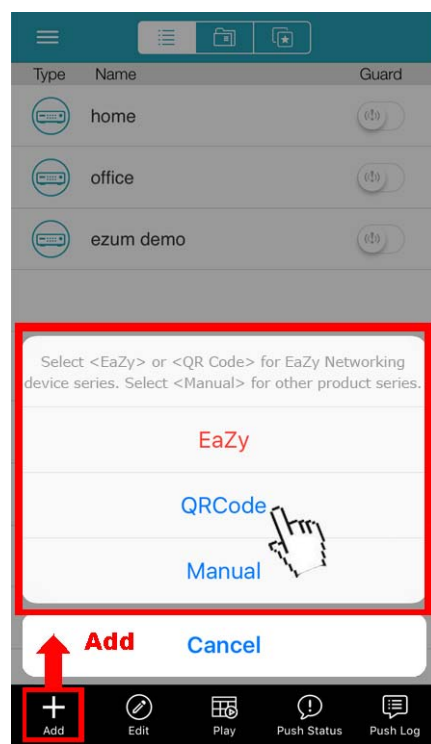 Type Name Guard
home
office
ezum demo
Select <EaZy> or <QR Code> for EaZy Networking
device series. Select <Manual> for other product series.
EaZy
QRCode
Manual
Add
Cancel
Add Edit Play Push Status Push Log